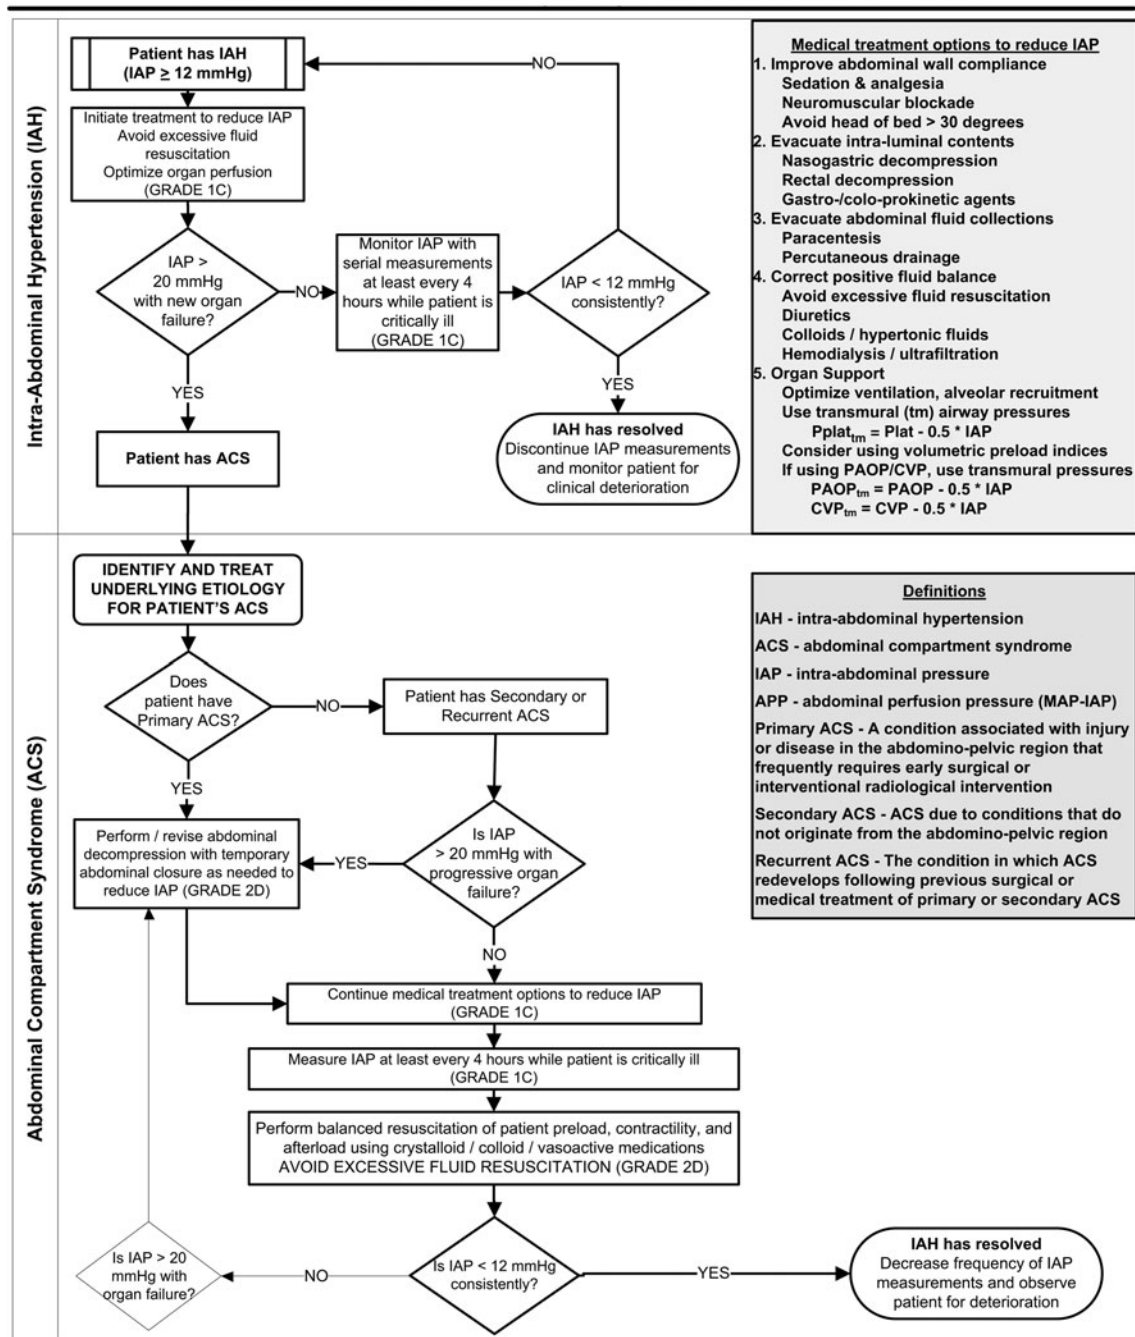 Intra-Abdominal Hypertension (IAH)
Patient has IAH
(IAP ≥ 12 mmHg)
NO
Initiate treatment to reduce IAP
Avoid excessive fluid
resuscitation
Optimize organ perfusion
(GRADE 1C)
IAP >
20 mmHg
with new organ
failure?
NO
Monitor IAP with
serial measurements
at least every 4
hours while patient is
critically ill
(GRADE 1C)
IAP < 12 mmHg
consistently?
YES
YES
Patient has ACS
IAH has resolved
Discontinue IAP measurements
and monitor patient for
clinical deterioration
Medical treatment options to reduce IAP
1. Improve abdominal wall compliance
Sedation & analgesia
Neuromuscular blockade
Avoid head of bed > 30 degrees
2. Evacuate intra-luminal contents
Nasogastric decompression
Rectal decompression
Gastro-/colo-prokinetic agents
3. Evacuate abdominal fluid collections
Paracentesis
Percutaneous drainage
4. Correct positive fluid balance
Avoid excessive fluid resuscitation
Diuretics
Colloids / hypertonic fluids
Hemodialysis / ultrafiltration
5. Organ Support
Optimize ventilation, alveolar recruitment
Use transmural (tm) airway pressures
Pplat_tm = Plat - 0.5 * IAP
Consider using volumetric preload indices
If using PAOP/CVP, use transmural pressures
PAOP_tm = PAOP - 0.5 * IAP
CVP_tm = CVP - 0.5 * IAP
Abdominal Compartment Syndrome (ACS)
IDENTIFY AND TREAT
UNDERLYING ETIOLOGY
FOR PATIENT'S ACS
Does
patient have
Primary ACS?
NO
Patient has Secondary or
Recurrent ACS
YES
Perform / revise abdominal
decompression with temporary
abdominal closure as needed to
reduce IAP (GRADE 2D)
YES
Is IAP
> 20 mmHg with
progressive organ
failure?
NO
Continue medical treatment options to reduce IAP
(GRADE 1C)
Measure IAP at least every 4 hours while patient is critically ill
(GRADE 1C)
Perform balanced resuscitation of patient preload, contractility, and
afterload using crystalloid / colloid / vasoactive medications
AVOID EXCESSIVE FLUID RESUSCITATION (GRADE 2D)
Is IAP > 20
mmHg with
organ failure?
NO
Is IAP < 12 mmHg
consistently?
YES
IAH has resolved
Decrease frequency of IAP
measurements and observe
patient for deterioration
Definitions
IAH - intra-abdominal hypertension
ACS - abdominal compartment syndrome
IAP - intra-abdominal pressure
APP - abdominal perfusion pressure (MAP-IAP)
Primary ACS - A condition associated with injury
or disease in the abdomino-pelvic region that
frequently requires early surgical or
interventional radiological intervention
Secondary ACS - ACS due to conditions that do
not originate from the abdomino-pelvic region
Recurrent ACS - The condition in which ACS
redevelops following previous surgical or
medical treatment of primary or secondary ACS